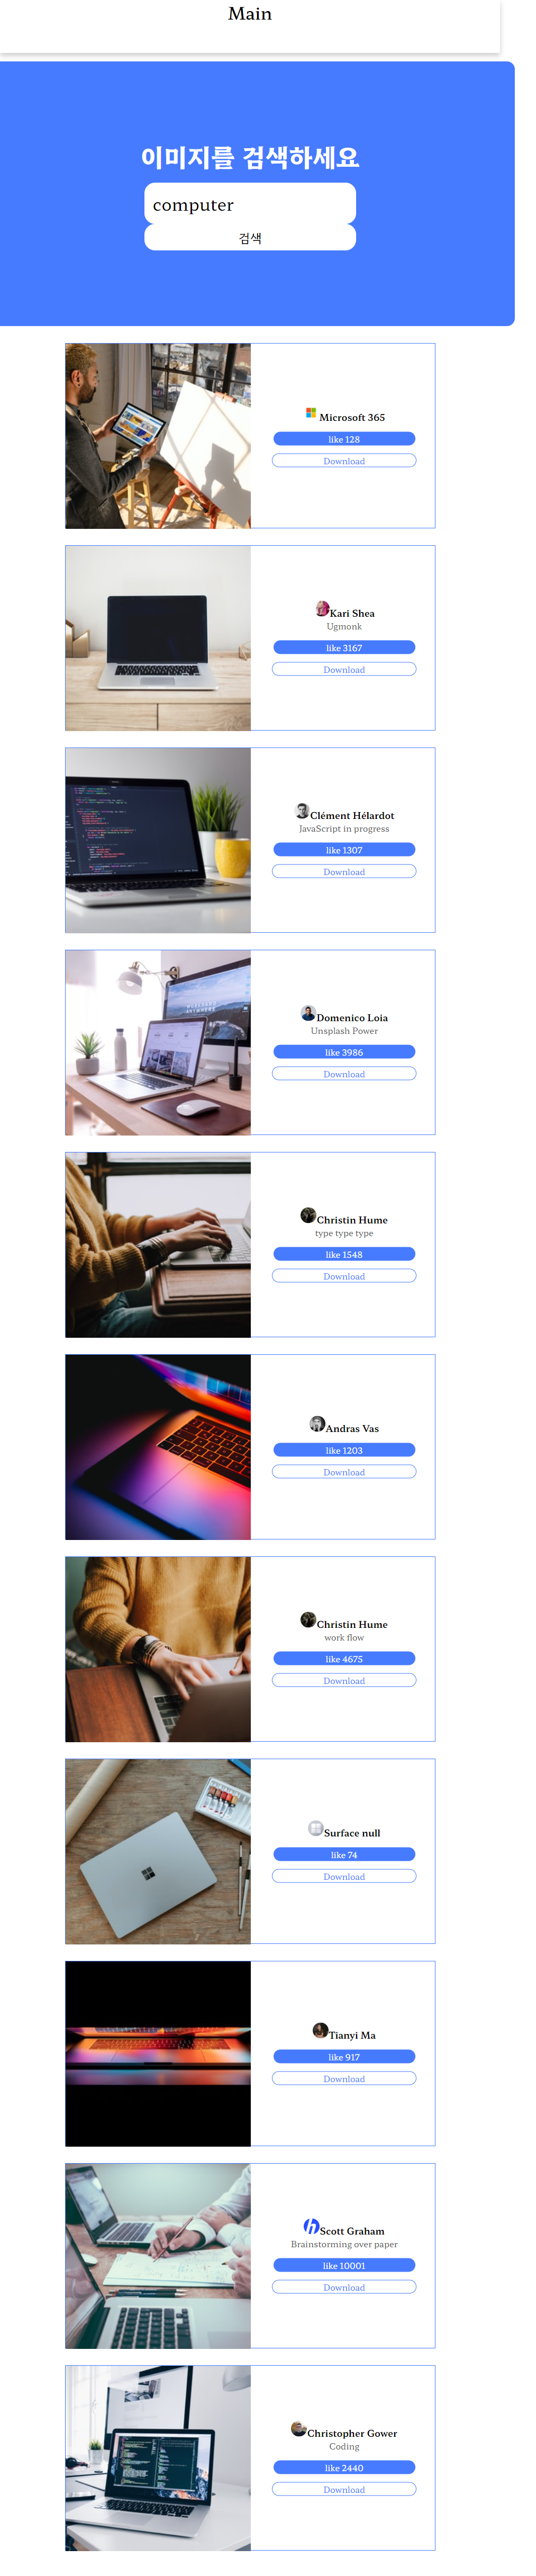 Main
이미지를 검색하세요
computer
검색
Microsoft 365
like 128
Download
Kari Shea
Ugmonk
like 3167
Download
Clément Hélardot
JavaScript in progress
like 1307
Download
Domenico Loia
Unsplash Power
like 3986
Download
Christin Hume
type type type
like 1548
Download
Andras Vas
like 1203
Download
Christin Hume
work flow
like 4675
Download
Surface null
like 74
Download
Tianyi Ma
like 917
Download
Scott Graham
Brainstorming over paper
like 10001
Download
Christopher Gower
Coding
like 2440
Download